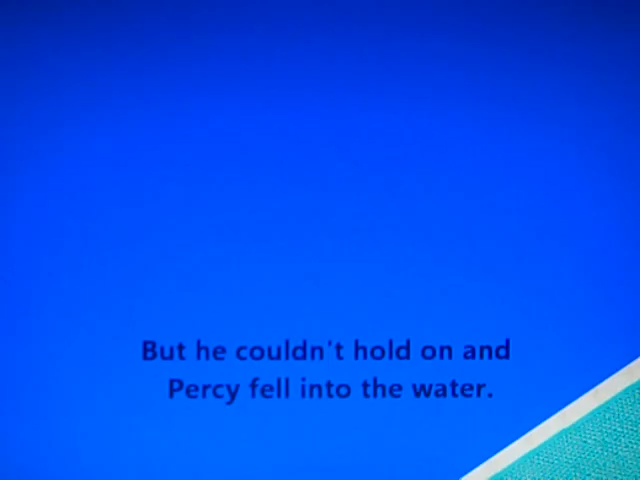 But he couldn't hold on and
Percy fell into the water.